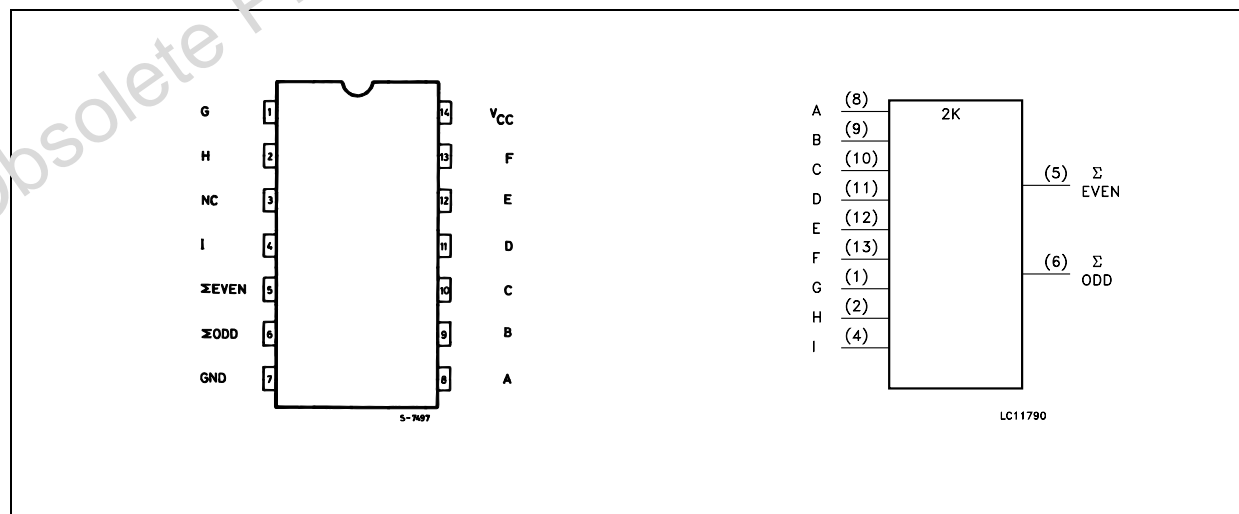 obsolete P
G 1 14 VCC
H 2 13 F
NC 3 12 E
I 4 11 D
ΣEVEN 5 10 C
ΣODD 6 9 B
GND 7 8 A
S-7497
2K
A (8)
B (9)
C (10)
D (11)
E (12)
F (13)
G (1)
H (2)
I (4)
(5) Σ
EVEN
(6) Σ
ODD
LC11790